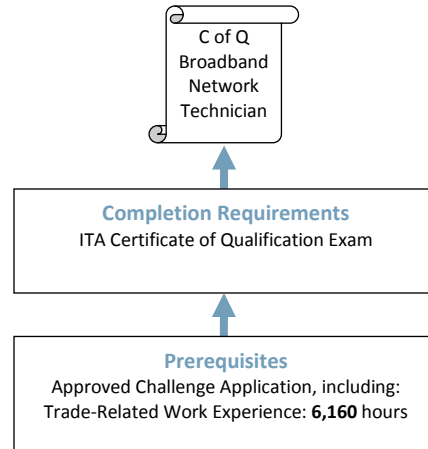 C of Q
Broadband
Network
Technician
Completion Requirements
ITA Certificate of Qualification Exam
Prerequisites
Approved Challenge Application, including:
Trade-Related Work Experience: 6,160 hours